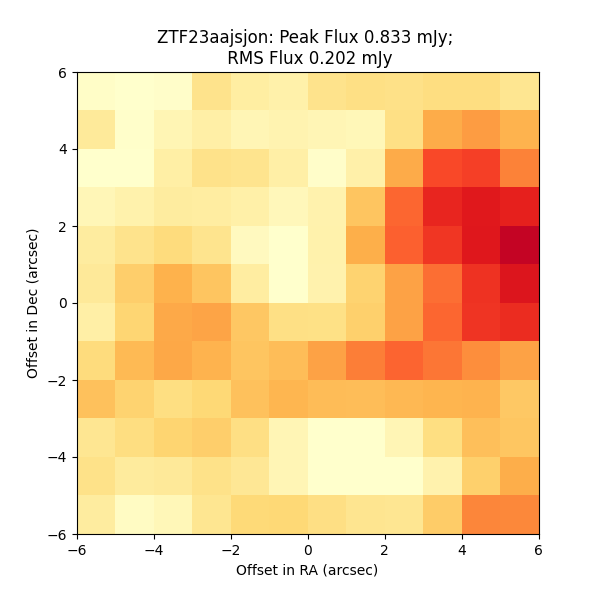 ZTF23aajsjon: Peak Flux 0.833 mJy;
RMS Flux 0.202 mJy
6
4
2
0
−2
−4
−6
Offset in Dec (arcsec)
−6 −4 −2 0 2 4 6
Offset in RA (arcsec)